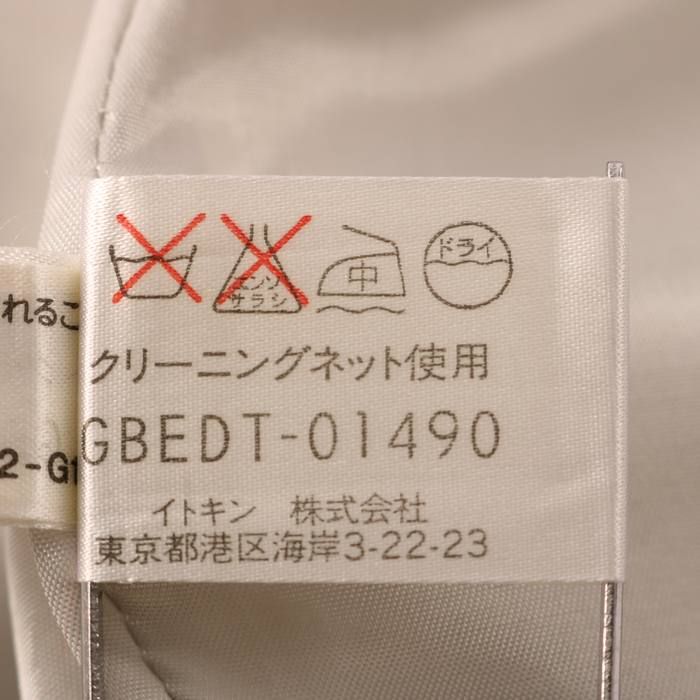 エンソ
サラシ
中
ドライ
れるこ
クリーニングネット使用
GBEDT-01490
2-G
イトキン 株式会社
東京都港区海岸3-22-23